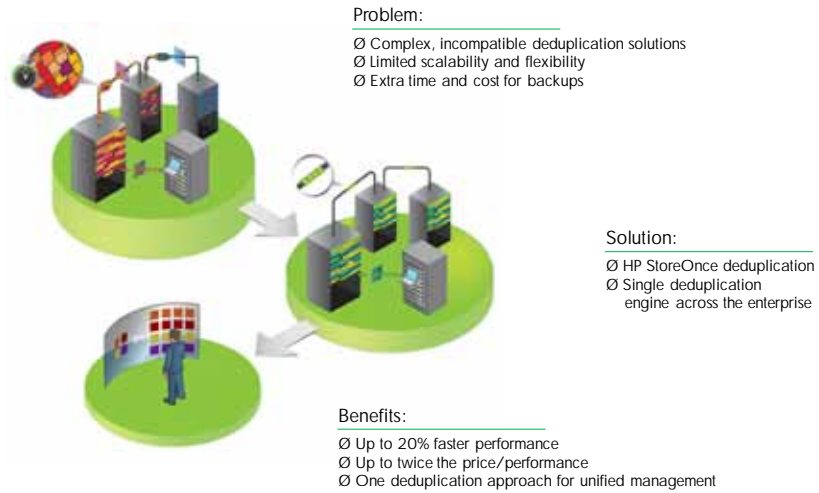 Problem:
Ø Complex, incompatible deduplication solutions
Ø Limited scalability and flexibility
Ø Extra time and cost for backups
Solution:
Ø HP StoreOnce deduplication
Ø Single deduplication
engine across the enterprise
Benefits:
Ø Up to 20% faster performance
Ø Up to twice the price/performance
Ø One deduplication approach for unified management